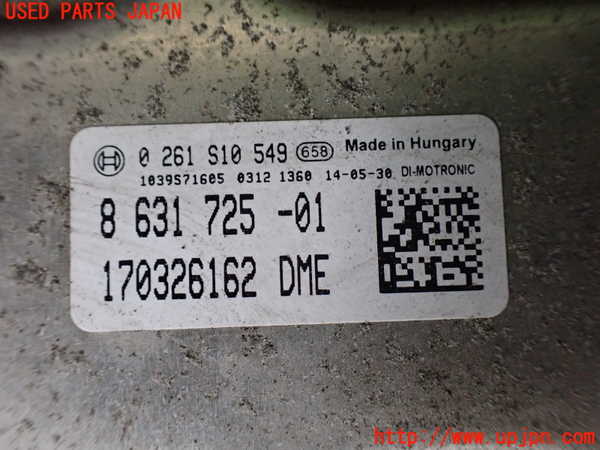 USED PARTS JAPAN
0 261 S10 549 658 Made in Hungary
1039S71605 0312 1360 14-05-30 DI-MOTRONIC
8 631 725 -01
170326162 DME
http://www.upjpn.com